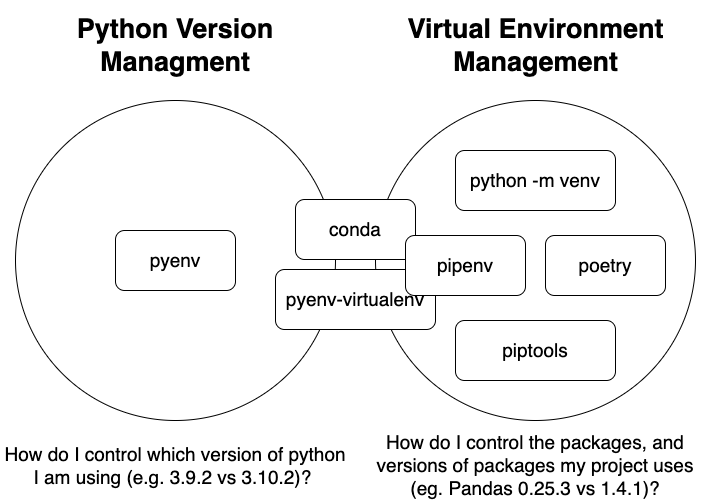 Python Version
Managment
Virtual Environment
Management
python -m venv
conda
pyenv
pipenv
poetry
pyenv-virtualenv
piptools
How do I control which version of python
I am using (e.g. 3.9.2 vs 3.10.2)?
How do I control the packages, and
versions of packages my project uses
(eg. Pandas 0.25.3 vs 1.4.1)?